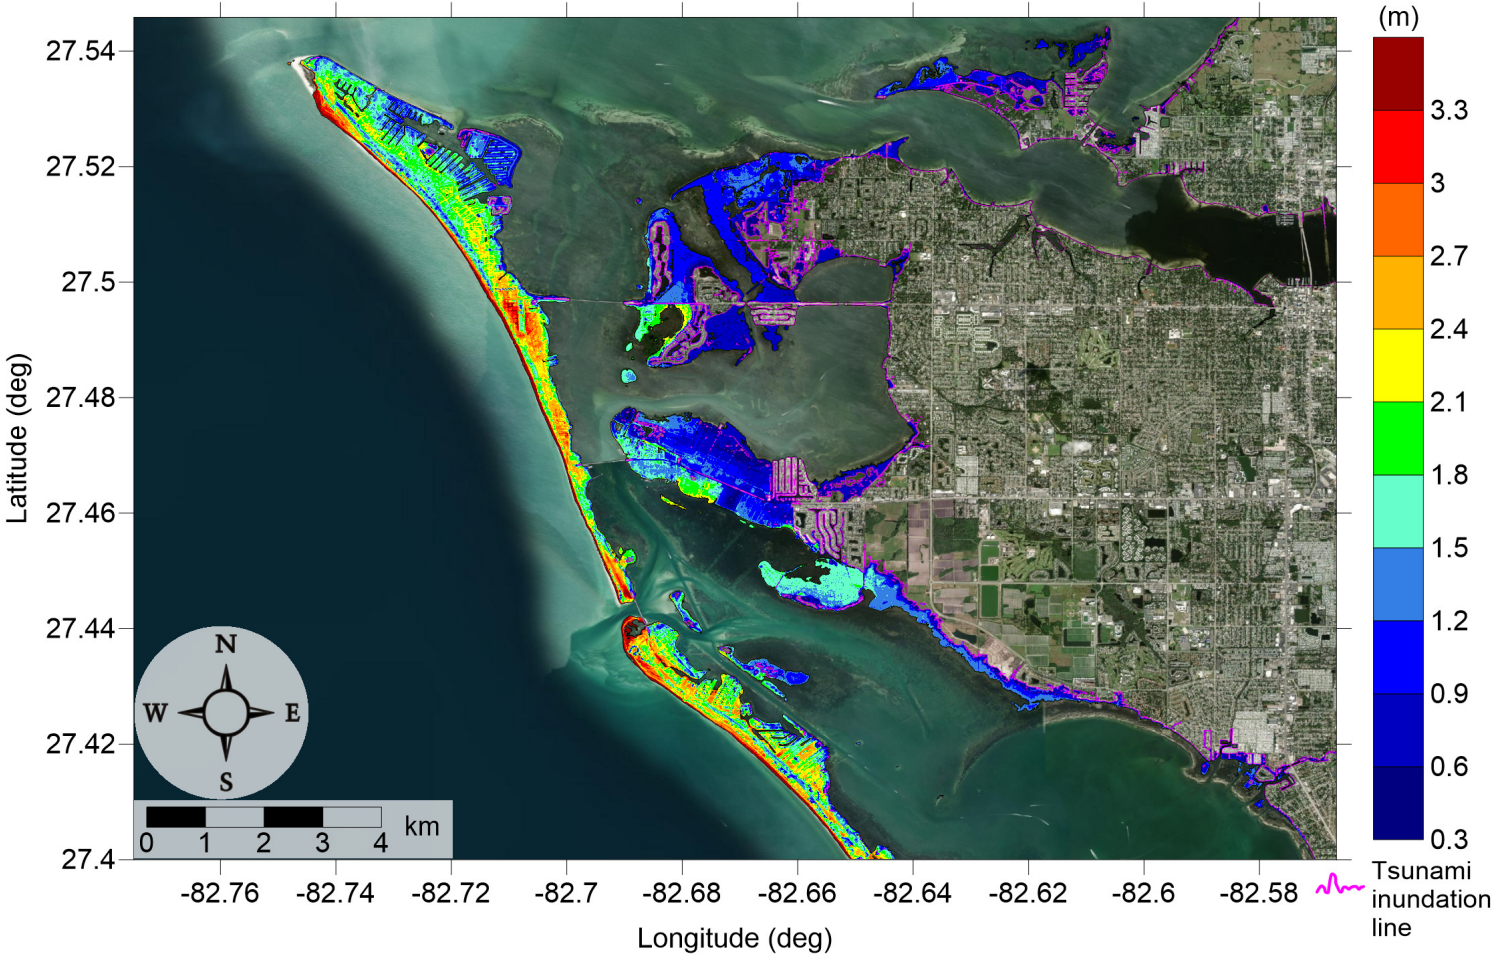 (m)
27.54
27.52
27.5
27.48
27.46
27.44
27.42
27.4
Latitude (deg)
3.3
3
2.7
2.4
2.1
1.8
1.5
1.2
0.9
0.6
0.3
N
W E
S
0 1 2 3 4 km
-82.76 -82.74 -82.72 -82.7 -82.68 -82.66 -82.64 -82.62 -82.6 -82.58
Longitude (deg)
Tsunami
inundation
line